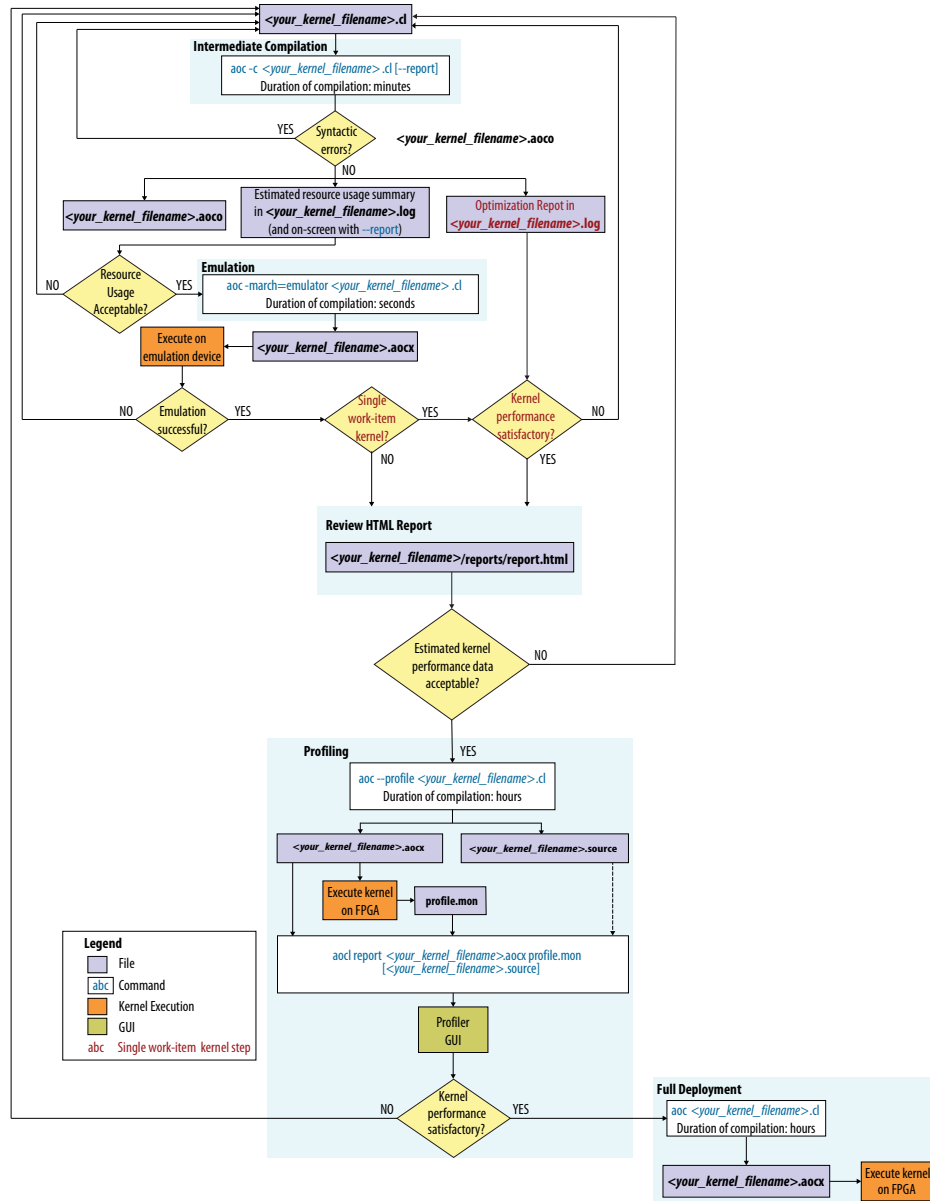 <your_kernel_filename>.cl
Intermediate Compilation
aoc -c <your_kernel_filename> .cl [--report]
Duration of compilation: minutes
YES
Syntactic
errors?
<your_kernel_filename>.aoco
NO
<your_kernel_filename>.aoco
Estimated resource usage summary
in <your_kernel_filename>.log
(and on-screen with --report)
Optimization Repot in
<your_kernel_filename>.log
NO
Resource
Usage
Acceptable?
YES
Emulation
aoc -march=emulator <your_kernel_filename> .cl
Duration of compilation: seconds
Execute on
emulation device
<your_kernel_filename>.aocx
NO
Emulation
successful?
YES
Single
work-item
kernel?
YES
Kernel
performance
satisfactory?
NO
NO
YES
Review HTML Report
<your_kernel_filename>/reports/report.html
Estimated kernel
performance data
acceptable?
NO
YES
Profiling
aoc --profile <your_kernel_filename>.cl
Duration of compilation: hours
<your_kernel_filename>.aocx
<your_kernel_filename>.source
Execute kernel
on FPGA
profile.mon
aocl report <your_kernel_filename>.aocx profile.mon
[<your_kernel_filename>.source]
Legend
File
abc Command
Kernel Execution
GUI
abc Single work-item kernel step
Profiler
GUI
NO
Kernel
performance
satisfactory?
YES
Full Deployment
aoc <your_kernel_filename>.cl
Duration of compilation: hours
<your_kernel_filename>.aocx
Execute kernel
on FPGA